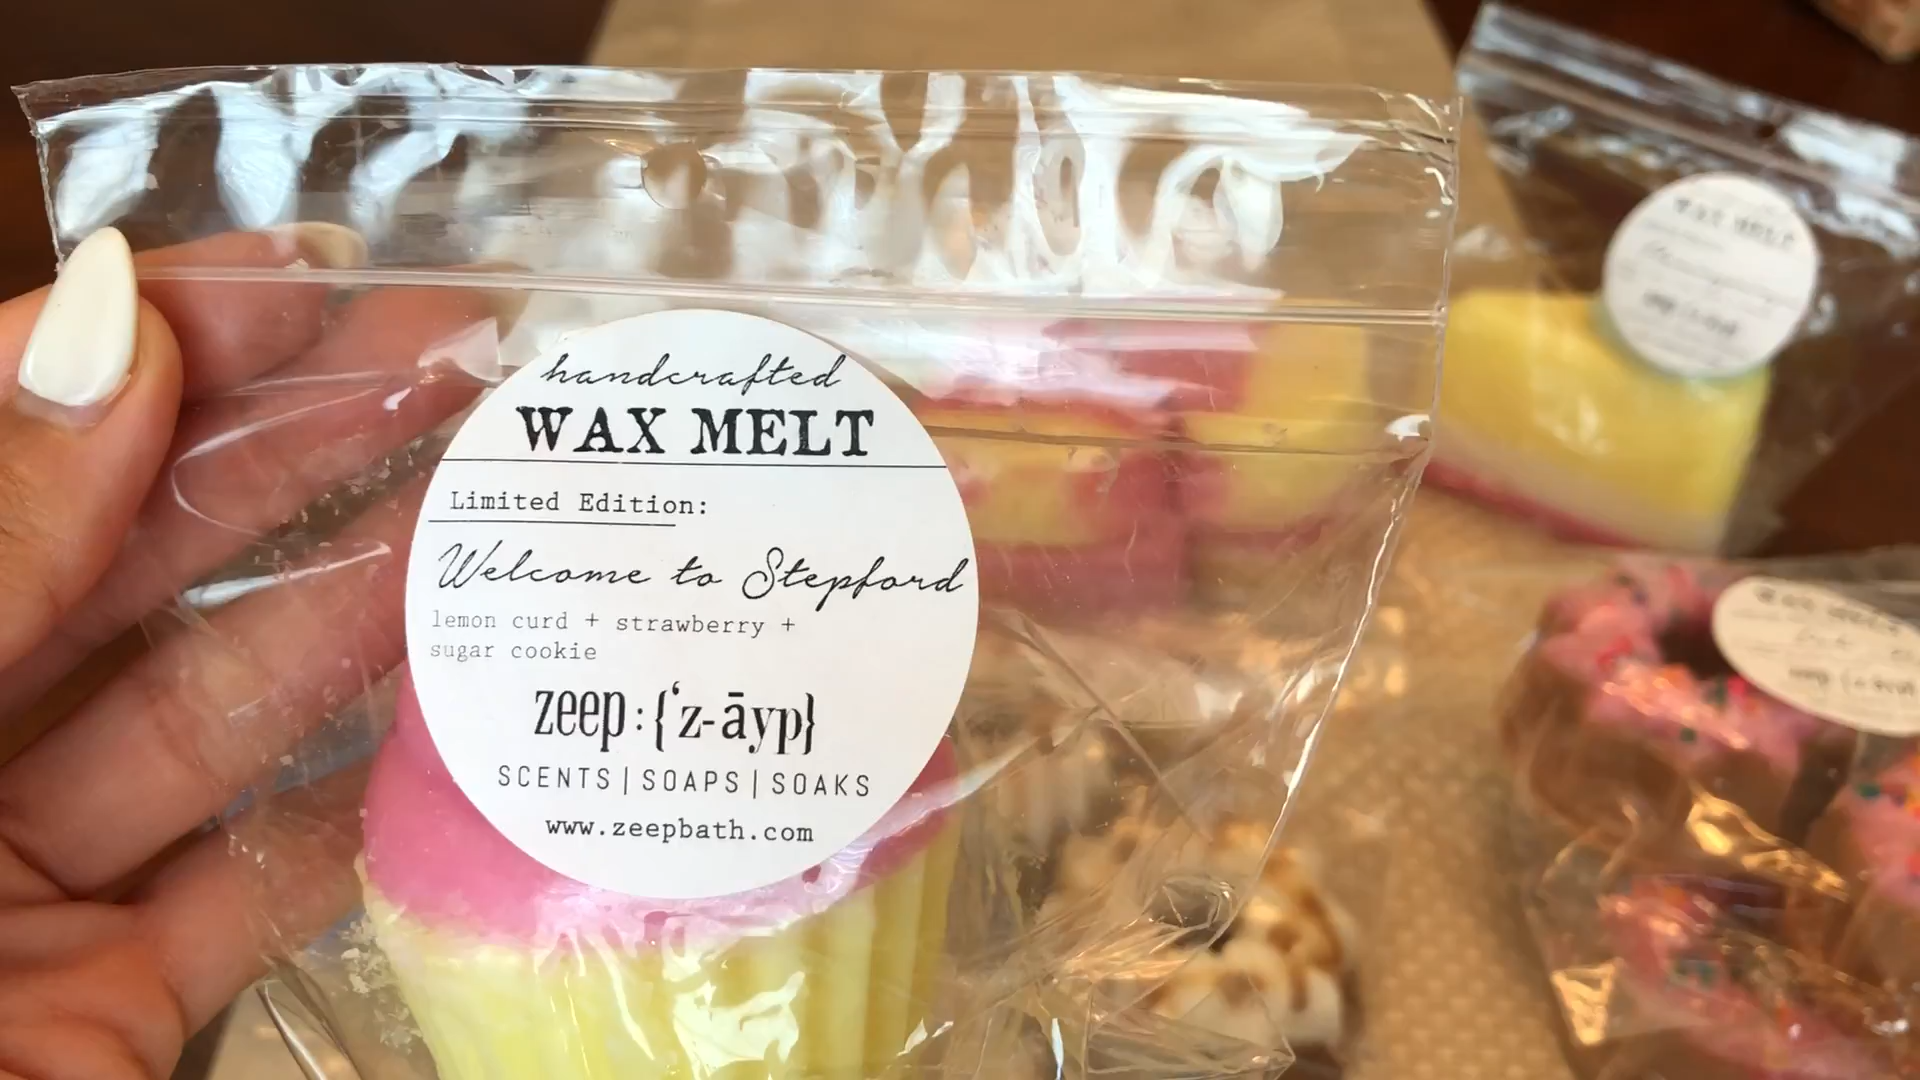 handcrafted
WAX MELT
Limited Edition:
Welcome to Stepford
lemon curd + strawberry +
sugar cookie
zeep:{'z-āyp}
SCENTS|SOAPS|SOAKS
www.zeepbath.com
WAX MELT